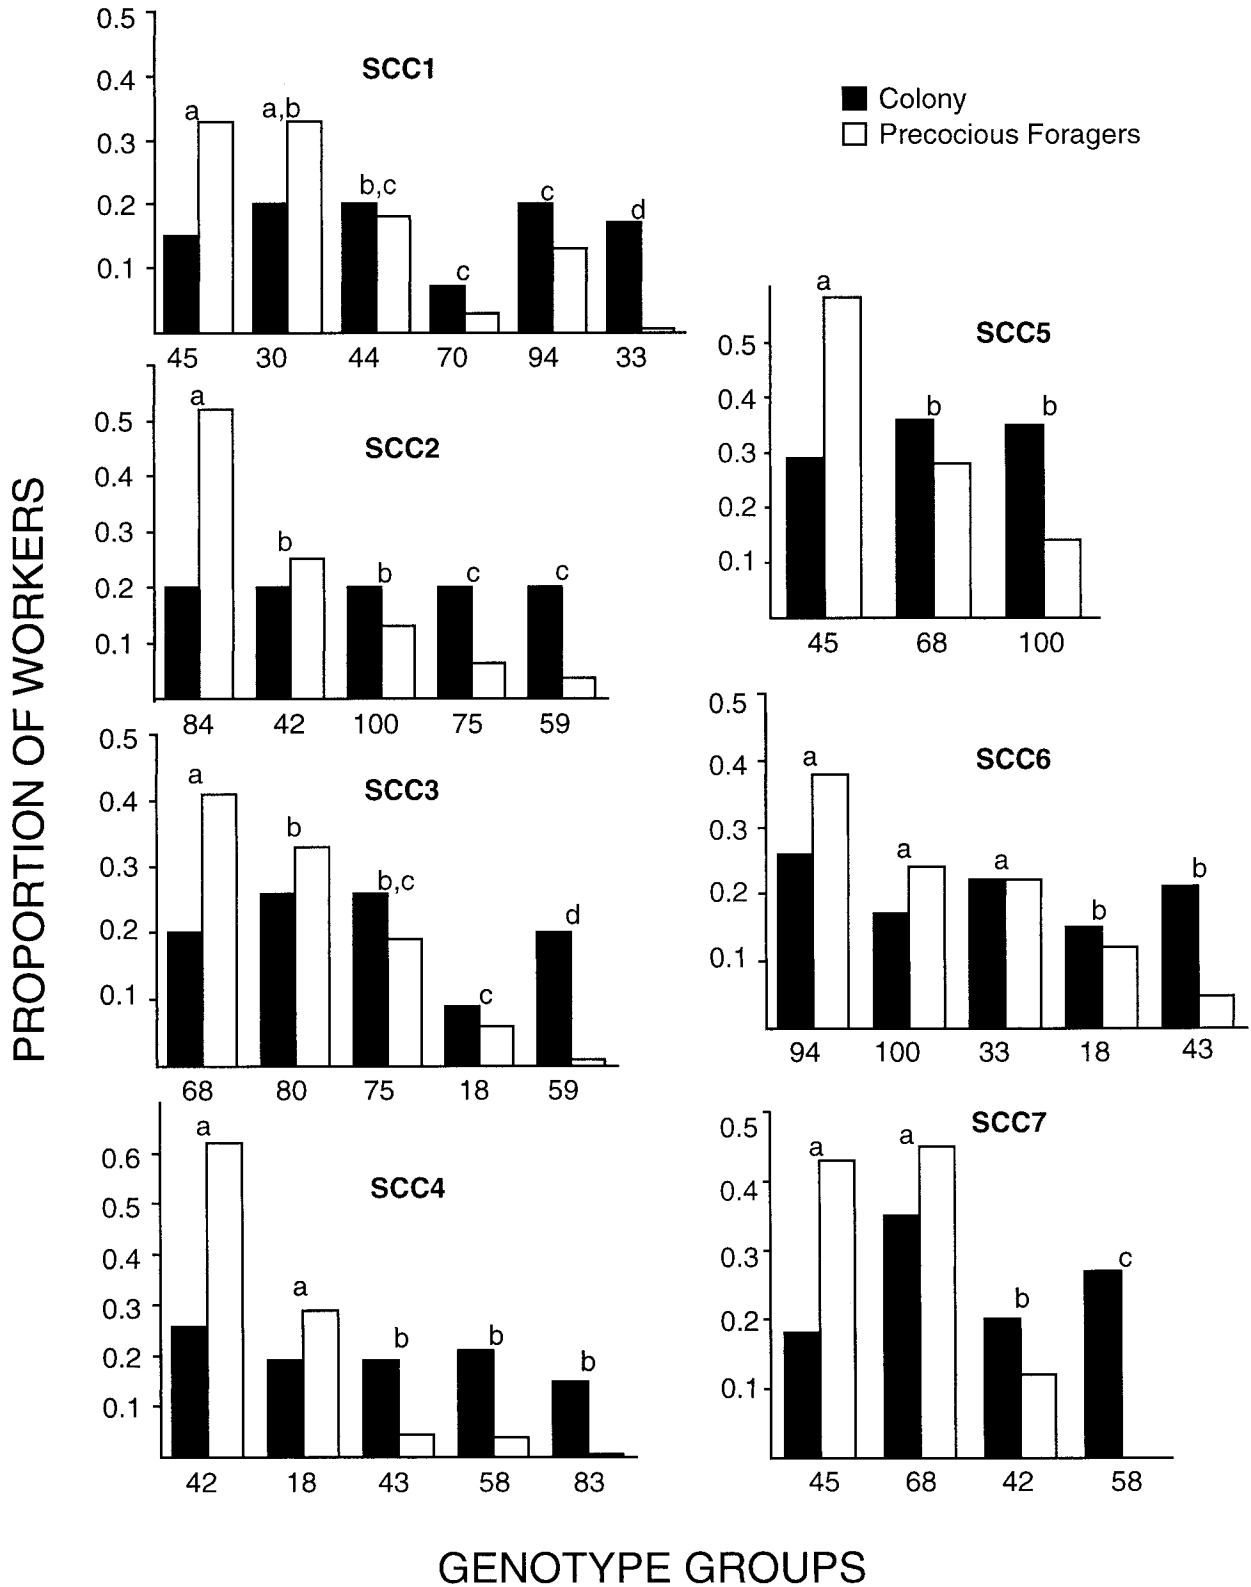 PROPORTION OF WORKERS
Colony
Precocious Foragers
SCC1
0.5
0.4
0.3
0.2
0.1
a
a,b
b,c
c
c
d
45 30 44 70 94 33
SCC2
0.5
0.4
0.3
0.2
0.1
a
b
b
c
c
84 42 100 75 59
SCC3
0.5
0.4
0.3
0.2
0.1
a
b
b,c
c
d
68 80 75 18 59
SCC4
0.6
0.5
0.4
0.3
0.2
0.1
a
a
b
b
b
42 18 43 58 83
SCC5
0.5
0.4
0.3
0.2
0.1
a
b
b
45 68 100
SCC6
0.5
0.4
0.3
0.2
0.1
a
a
a
b
b
94 100 33 18 43
SCC7
0.5
0.4
0.3
0.2
0.1
a
a
b
c
45 68 42 58
GENOTYPE GROUPS